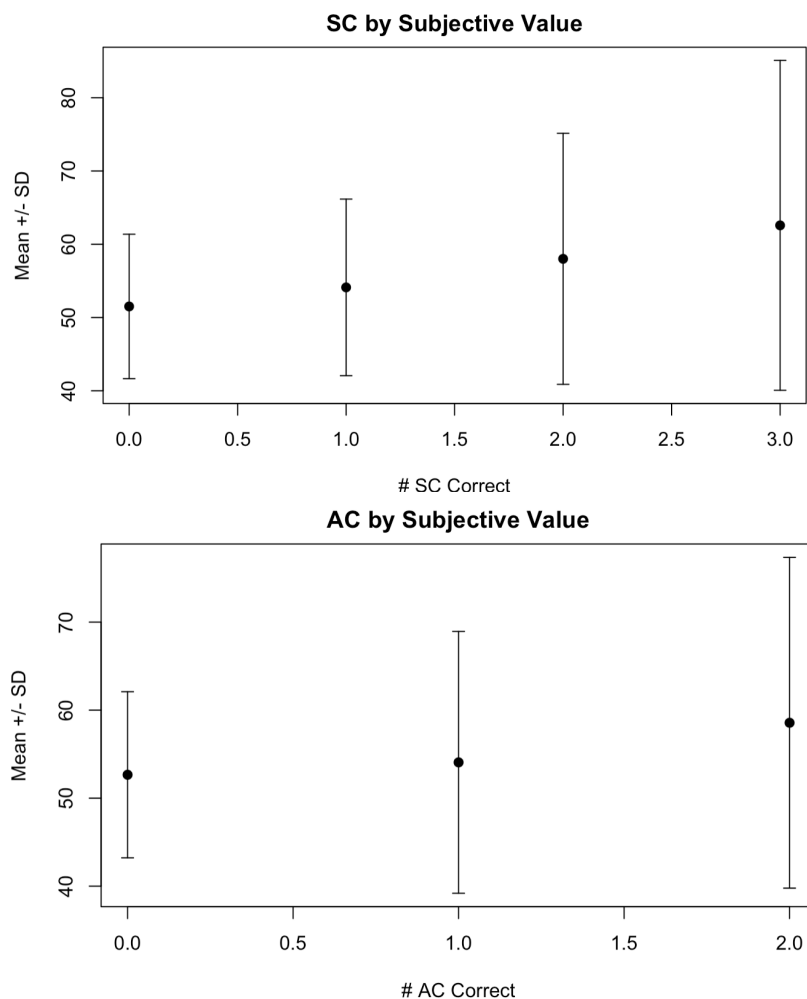 SC by Subjective Value
80
70
60
50
40
Mean +/- SD
0.0 0.5 1.0 1.5 2.0 2.5 3.0
# SC Correct
AC by Subjective Value
70
60
50
40
Mean +/- SD
0.0 0.5 1.0 1.5 2.0
# AC Correct